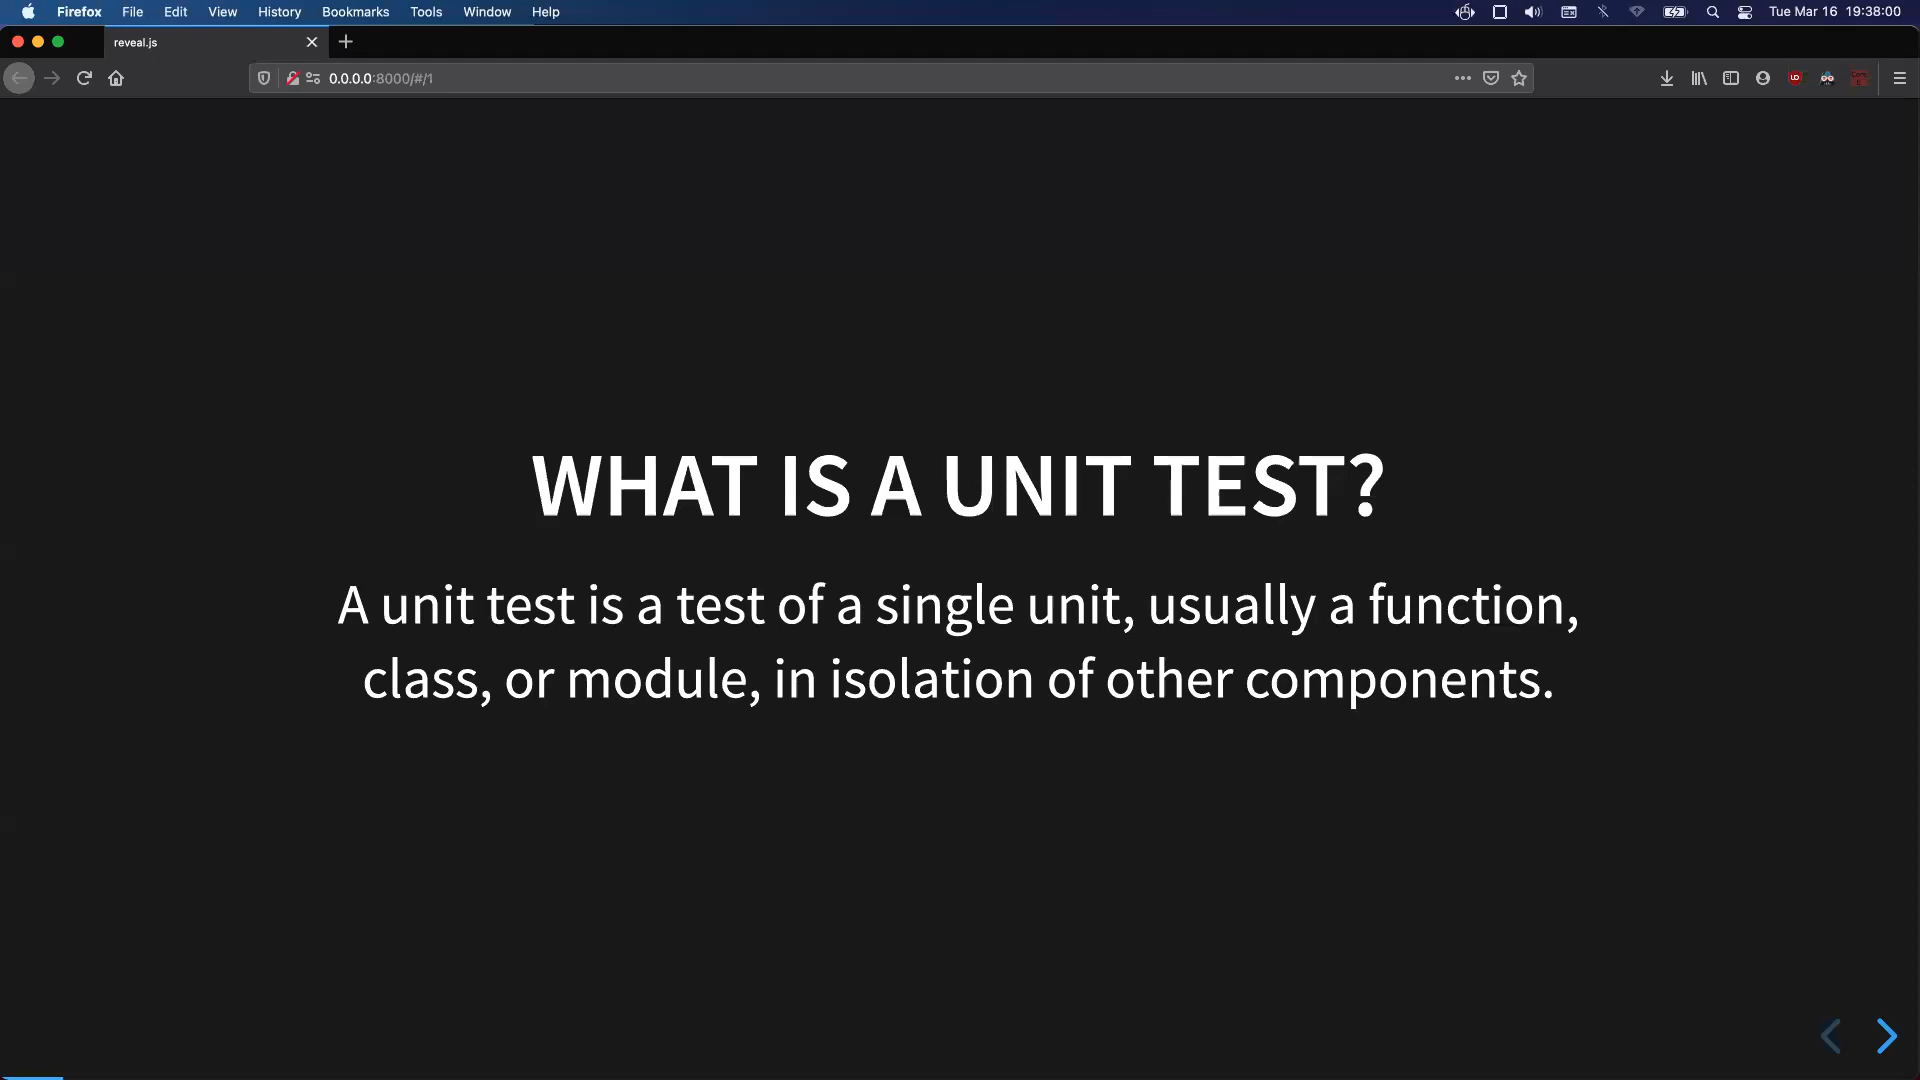 Firefox File Edit View History Bookmarks Tools Window Help Tue Mar 16 19:38:00
reveal.js
0.0.0.0:8000/#/1
WHAT IS A UNIT TEST?
A unit test is a test of a single unit, usually a function,
class, or module, in isolation of other components.